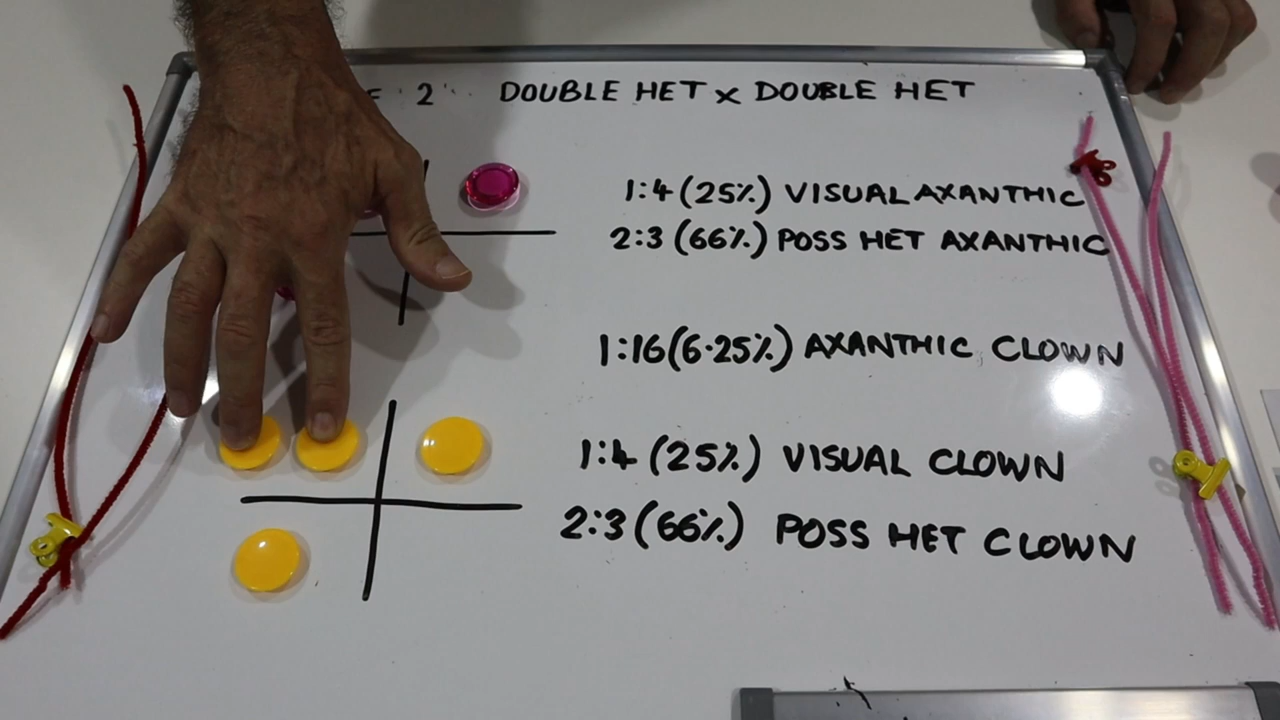 2 DOUBLE HET x DOUBLE HET
1:4 (25%) VISUAL AXANTHIC
2:3 (66%) POSS HET AXANTHIC
1:16 (6.25%) AXANTHIC CLOWN
1:4 (25%) VISUAL CLOWN
2:3 (66%) POSS HET CLOWN